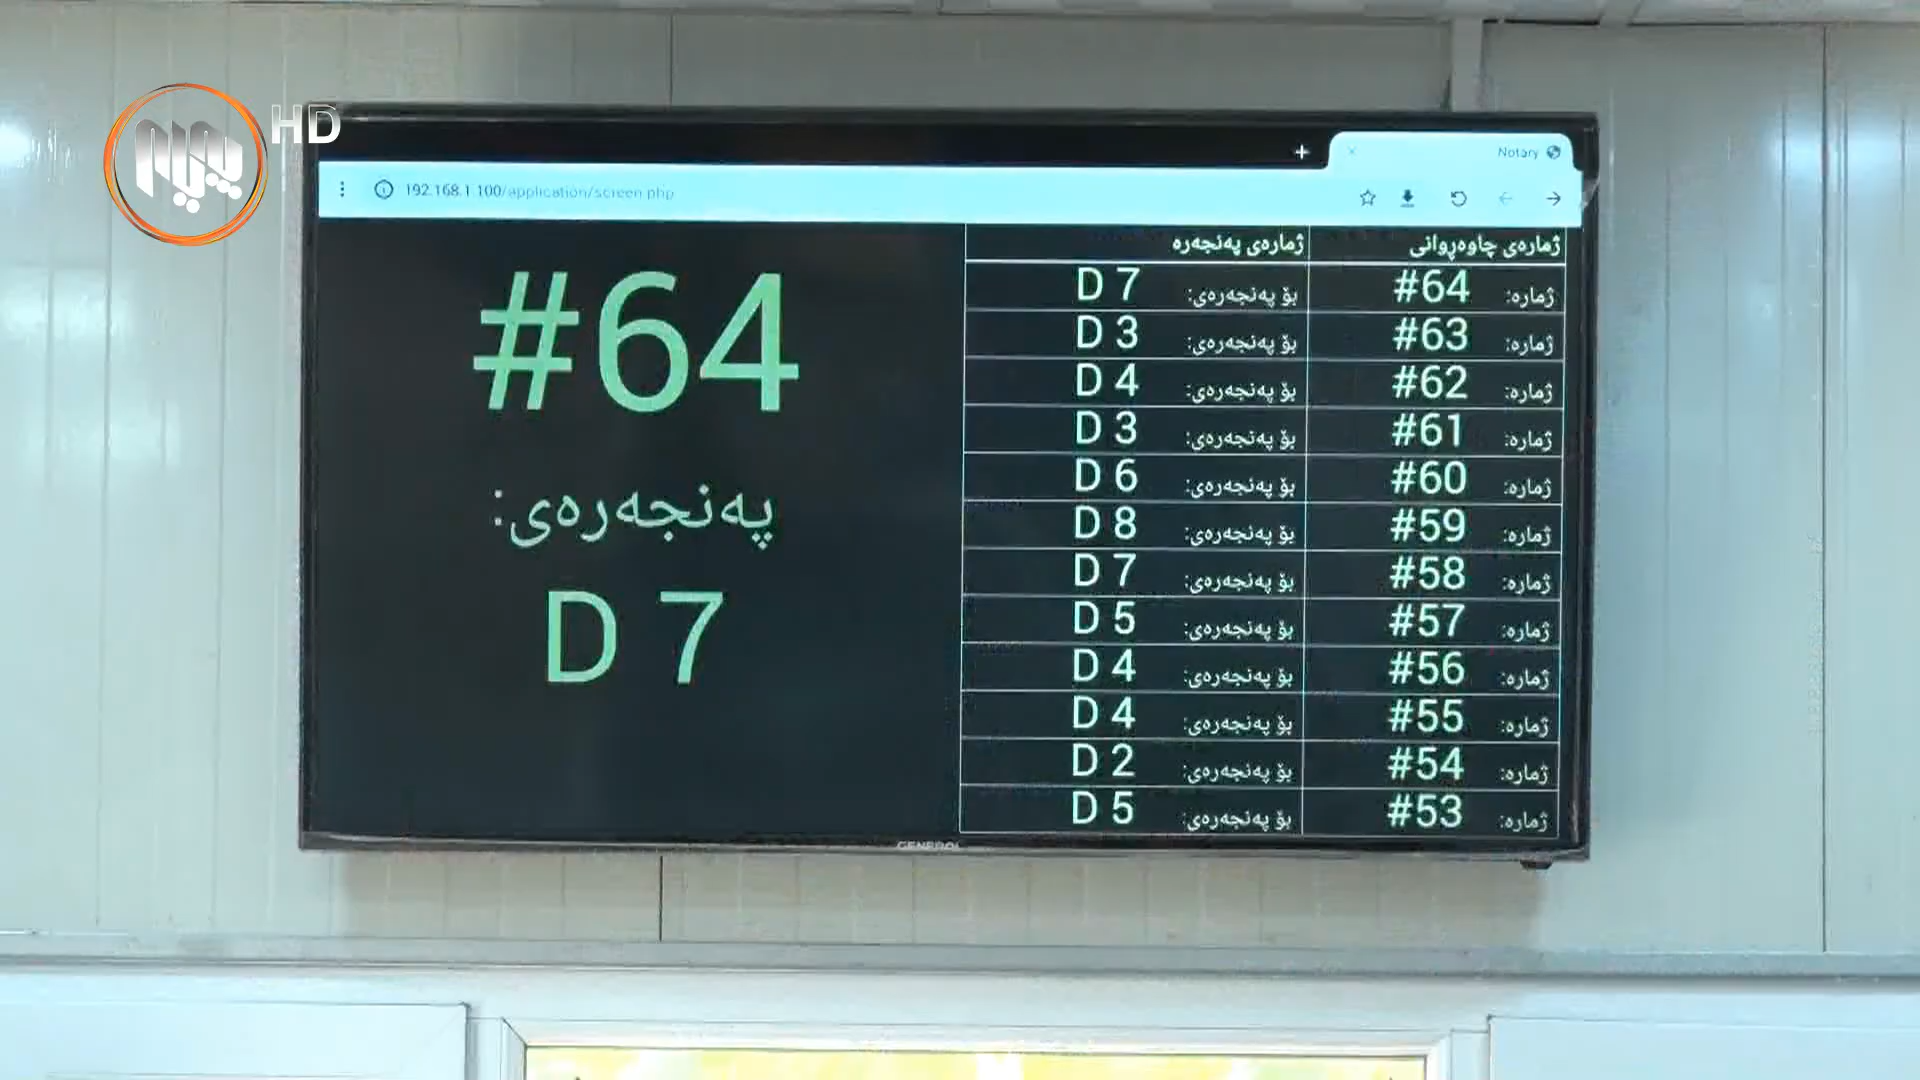 HD
Notary
192.168.1.100/application/screen.php
#64
پەنجەرەی:
D 7
ژمارەی چاوەڕوانی ژمارەی پەنجەرە
ژمارە: #64 بۆ پەنجەرەی: D 7
ژمارە: #63 بۆ پەنجەرەی: D 3
ژمارە: #62 بۆ پەنجەرەی: D 4
ژمارە: #61 بۆ پەنجەرەی: D 3
ژمارە: #60 بۆ پەنجەرەی: D 6
ژمارە: #59 بۆ پەنجەرەی: D 8
ژمارە: #58 بۆ پەنجەرەی: D 7
ژمارە: #57 بۆ پەنجەرەی: D 5
ژمارە: #56 بۆ پەنجەرەی: D 4
ژمارە: #55 بۆ پەنجەرەی: D 4
ژمارە: #54 بۆ پەنجەرەی: D 2
ژمارە: #53 بۆ پەنجەرەی: D 5